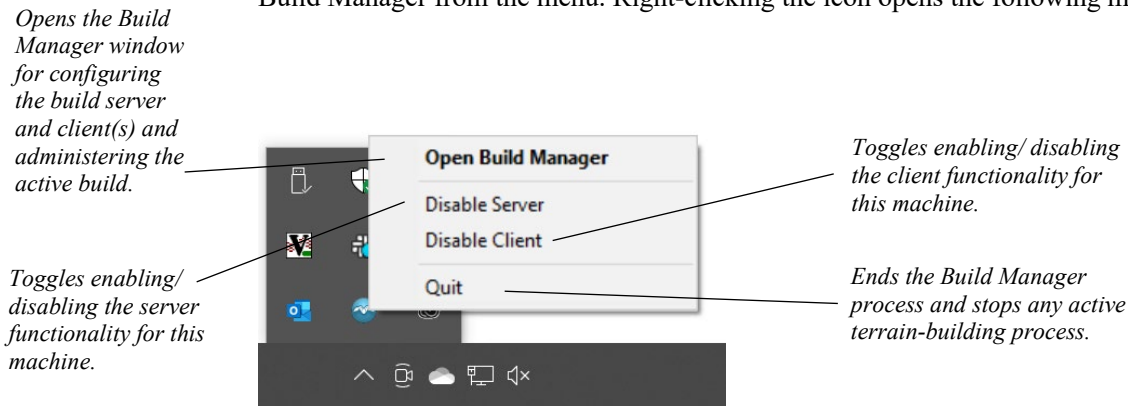 Build Manager from the menu. Right-clicking the icon opens the following m
Opens the Build
Manager window
for configuring
the build server
and client(s) and
administering the
active build.
Open Build Manager
Disable Server
Disable Client
Quit
Toggles enabling/ disabling
the client functionality for
this machine.
Toggles enabling/
disabling the server
functionality for this
machine.
Ends the Build Manager
process and stops any active
terrain-building process.